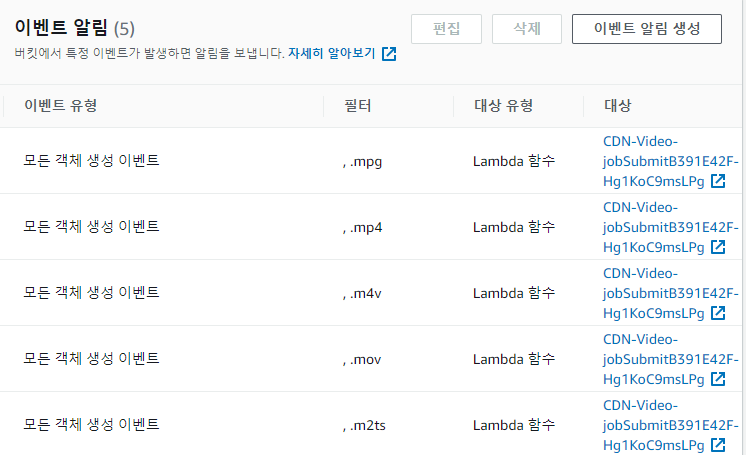 이벤트 알림 (5)
편집
삭제
이벤트 알림 생성
버킷에서 특정 이벤트가 발생하면 알림을 보냅니다. 자세히 알아보기
이벤트 유형 필터 대상 유형 대상
모든 객체 생성 이벤트 , .mpg Lambda 함수 CDN-Video-
jobSubmitB391E42F-
Hg1KoC9msLPg
모든 객체 생성 이벤트 , .mp4 Lambda 함수 CDN-Video-
jobSubmitB391E42F-
Hg1KoC9msLPg
모든 객체 생성 이벤트 , .m4v Lambda 함수 CDN-Video-
jobSubmitB391E42F-
Hg1KoC9msLPg
모든 객체 생성 이벤트 , .mov Lambda 함수 CDN-Video-
jobSubmitB391E42F-
Hg1KoC9msLPg
모든 객체 생성 이벤트 , .m2ts Lambda 함수 CDN-Video-
jobSubmitB391E42F-
Hg1KoC9msLPg